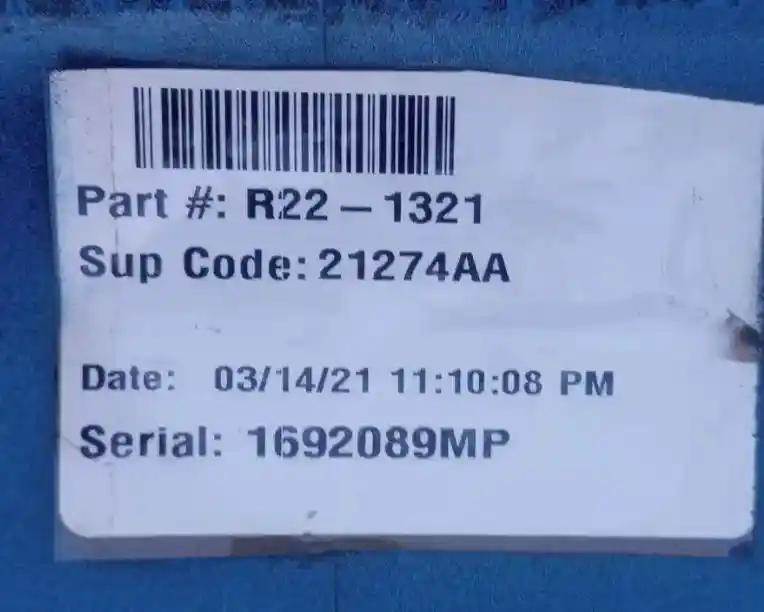 Part #: R22-1321
Sup Code: 21274AA
Date: 03/14/21 11:10:08 PM
Serial: 1692089MP